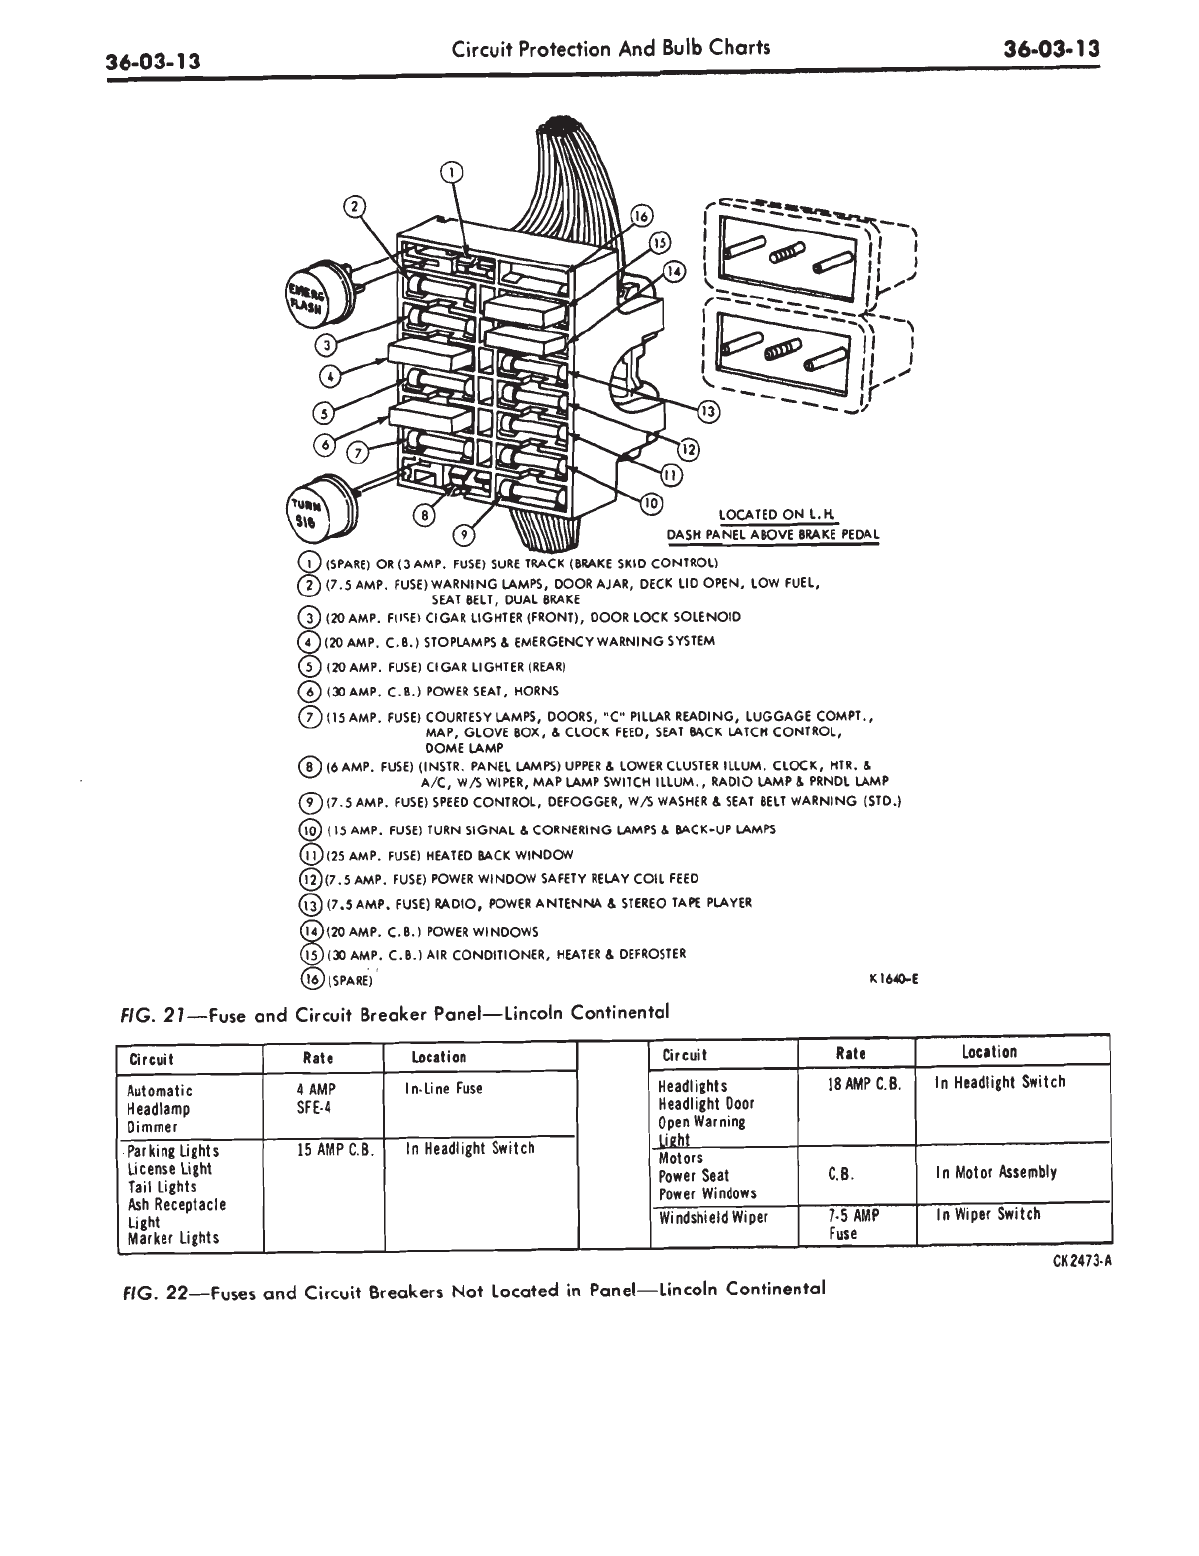 36-03-13
Circuit Protection And Bulb Charts
36-03-13
1
2
16
15
14
EMERG
FLASH
3
4
5
13
6
7
12
11
10
TURN
SIG
8
9
LOCATED ON L.H.
DASH PANEL ABOVE BRAKE PEDAL
1 (SPARE) OR (3 AMP. FUSE) SURE TRACK (BRAKE SKID CONTROL)
2 (7.5 AMP. FUSE) WARNING LAMPS, DOOR AJAR, DECK LID OPEN, LOW FUEL,
SEAT BELT, DUAL BRAKE
3 (20 AMP. FUSE) CIGAR LIGHTER (FRONT), DOOR LOCK SOLENOID
4 (20 AMP. C.B.) STOPLAMPS & EMERGENCY WARNING SYSTEM
5 (20 AMP. FUSE) CIGAR LIGHTER (REAR)
6 (30 AMP. C.B.) POWER SEAT, HORNS
7 (15 AMP. FUSE) COURTESY LAMPS, DOORS, "C" PILLAR READING, LUGGAGE COMPT.,
MAP, GLOVE BOX, & CLOCK FEED, SEAT BACK LATCH CONTROL,
DOME LAMP
8 (6 AMP. FUSE) (INSTR. PANEL LAMPS) UPPER & LOWER CLUSTER ILLUM. CLOCK, HTR. &
A/C, W/S WIPER, MAP LAMP SWITCH ILLUM., RADIO LAMP & PRNDL LAMP
9 (7.5 AMP. FUSE) SPEED CONTROL, DEFOGGER, W/S WASHER & SEAT BELT WARNING (STD.)
10 (15 AMP. FUSE) TURN SIGNAL & CORNERING LAMPS & BACK-UP LAMPS
11 (25 AMP. FUSE) HEATED BACK WINDOW
12 (7.5 AMP. FUSE) POWER WINDOW SAFETY RELAY COIL FEED
13 (7.5 AMP. FUSE) RADIO, POWER ANTENNA & STEREO TAPE PLAYER
14 (20 AMP. C.B.) POWER WINDOWS
15 (30 AMP. C.B.) AIR CONDITIONER, HEATER & DEFROSTER
16 (SPARE)
K1640-E
FIG. 21—Fuse and Circuit Breaker Panel—Lincoln Continental
Circuit Rate Location
Automatic 4 AMP In-Line Fuse
Headlamp SFE-4
Dimmer
Parking Lights 15 AMP C.B. In Headlight Switch
License Light
Tail Lights
Ash Receptacle
Light
Marker Lights
Circuit Rate Location
Headlights 18 AMP C.B. In Headlight Switch
Headlight Door
Open Warning
Light
Motors
Power Seat C.B. In Motor Assembly
Power Windows
Windshield Wiper 7-5 AMP In Wiper Switch
Fuse
CK2473-A
FIG. 22—Fuses and Circuit Breakers Not Located in Panel—Lincoln Continental